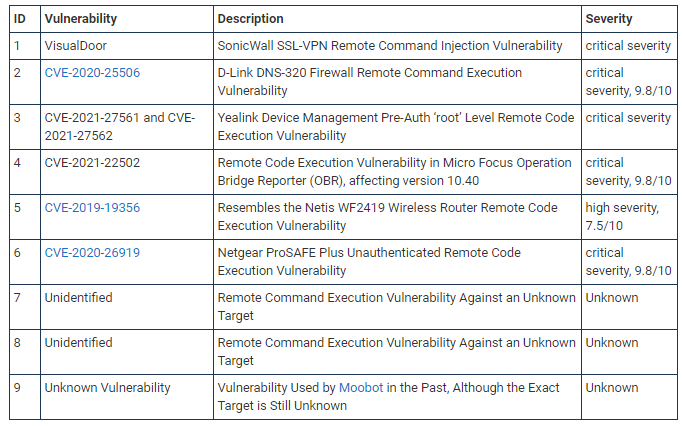 ID Vulnerability Description Severity
1 VisualDoor SonicWall SSL-VPN Remote Command Injection Vulnerability critical severity
2 CVE-2020-25506 D-Link DNS-320 Firewall Remote Command Execution critical
Vulnerability severity, 9.8/10
3 CVE-2021-27561 and CVE- Yealink Device Management Pre-Auth ‘root’ Level Remote Code critical severity
2021-27562 Execution Vulnerability
4 CVE-2021-22502 Remote Code Execution Vulnerability in Micro Focus Operation critical
Bridge Reporter (OBR), affecting version 10.40 severity, 9.8/10
5 CVE-2019-19356 Resembles the Netis WF2419 Wireless Router Remote Code high severity,
Execution Vulnerability 7.5/10
6 CVE-2020-26919 Netgear ProSAFE Plus Unauthenticated Remote Code critical
Execution Vulnerability severity, 9.8/10
7 Unidentified Remote Command Execution Vulnerability Against an Unknown Unknown
Target
8 Unidentified Remote Command Execution Vulnerability Against an Unknown Unknown
Target
9 Unknown Vulnerability Vulnerability Used by Moobot in the Past, Although the Exact Unknown
Target is Still Unknown